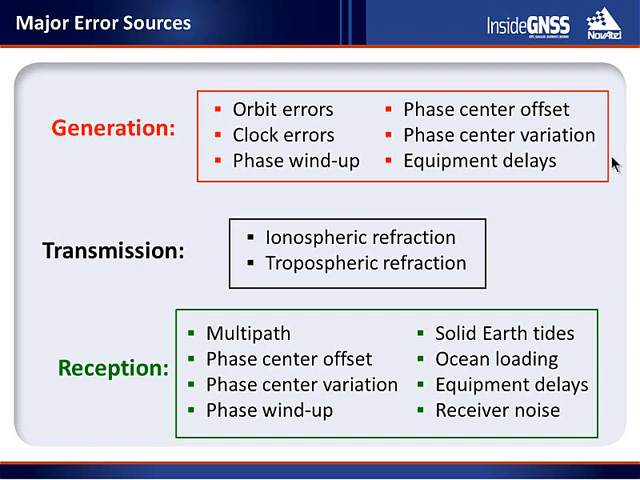 Major Error Sources
InsideGNSS
NovAtel
Generation:
▪ Orbit errors
▪ Clock errors
▪ Phase wind-up
▪ Phase center offset
▪ Phase center variation
▪ Equipment delays
Transmission:
▪ Ionospheric refraction
▪ Tropospheric refraction
Reception:
▪ Multipath
▪ Phase center offset
▪ Phase center variation
▪ Phase wind-up
▪ Solid Earth tides
▪ Ocean loading
▪ Equipment delays
▪ Receiver noise